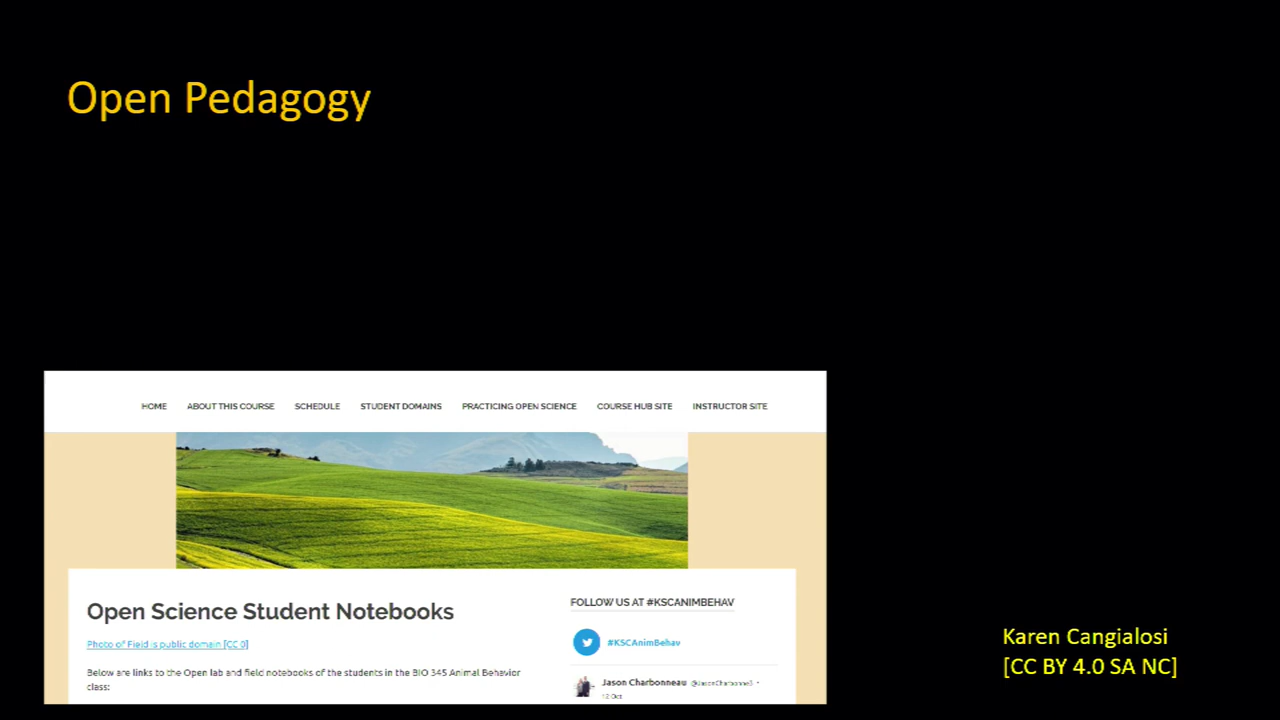 Open Pedagogy
HOME ABOUT THIS COURSE SCHEDULE STUDENT DOMAINS PRACTICING OPEN SCIENCE COURSE HUB SITE INSTRUCTOR SITE
Open Science Student Notebooks
Photo of Field is public domain [CC 0]
Below are links to the Open lab and field notebooks of the students in the BIO 345 Animal Behavior
class:
FOLLOW US AT #KSCANIMBEHAV
#KSCAnimBehav
Jason Charbonneau @JasonCharbonne3 ·
12 Oct
Karen Cangialosi
[CC BY 4.0 SA NC]